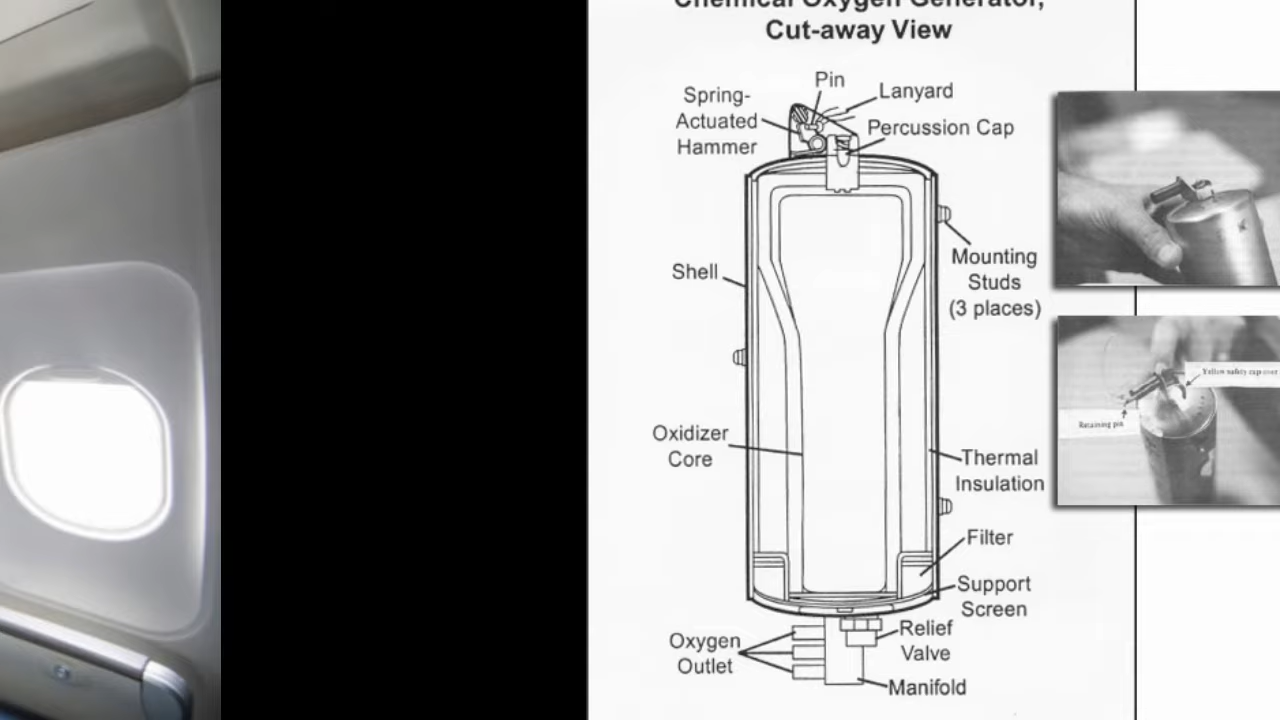 Chemical Oxygen Generator,
Cut-away View
Pin
Spring-
Actuated
Hammer
Lanyard
Percussion Cap
Mounting
Studs
(3 places)
Shell
Oxidizer
Core
Thermal
Insulation
Filter
Support
Screen
Oxygen
Outlet
Relief
Valve
Manifold
Yellow safety cap over
Retaining pin